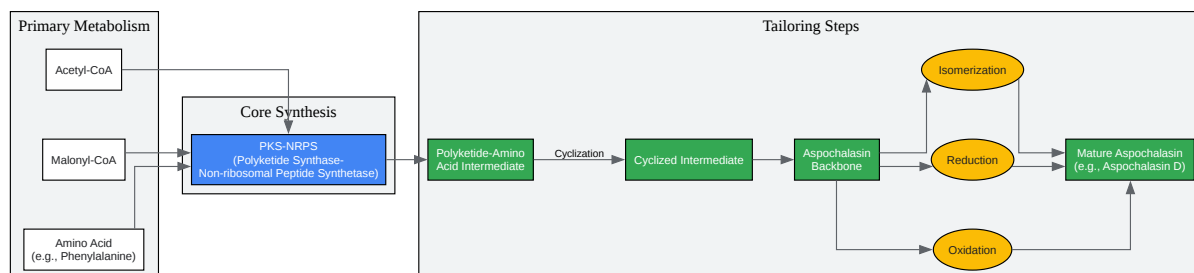 Primary Metabolism
Acetyl-CoA
Malonyl-CoA
Amino Acid
(e.g., Phenylalanine)
Core Synthesis
PKS-NRPS
(Polyketide Synthase-
Non-ribosomal Peptide Synthetase)
Tailoring Steps
Polyketide-Amino
Acid Intermediate
Cyclization
Cyclized Intermediate
Aspochalasin
Backbone
Isomerization
Reduction
Oxidation
Mature Aspochalasin
(e.g., Aspochalasin D)